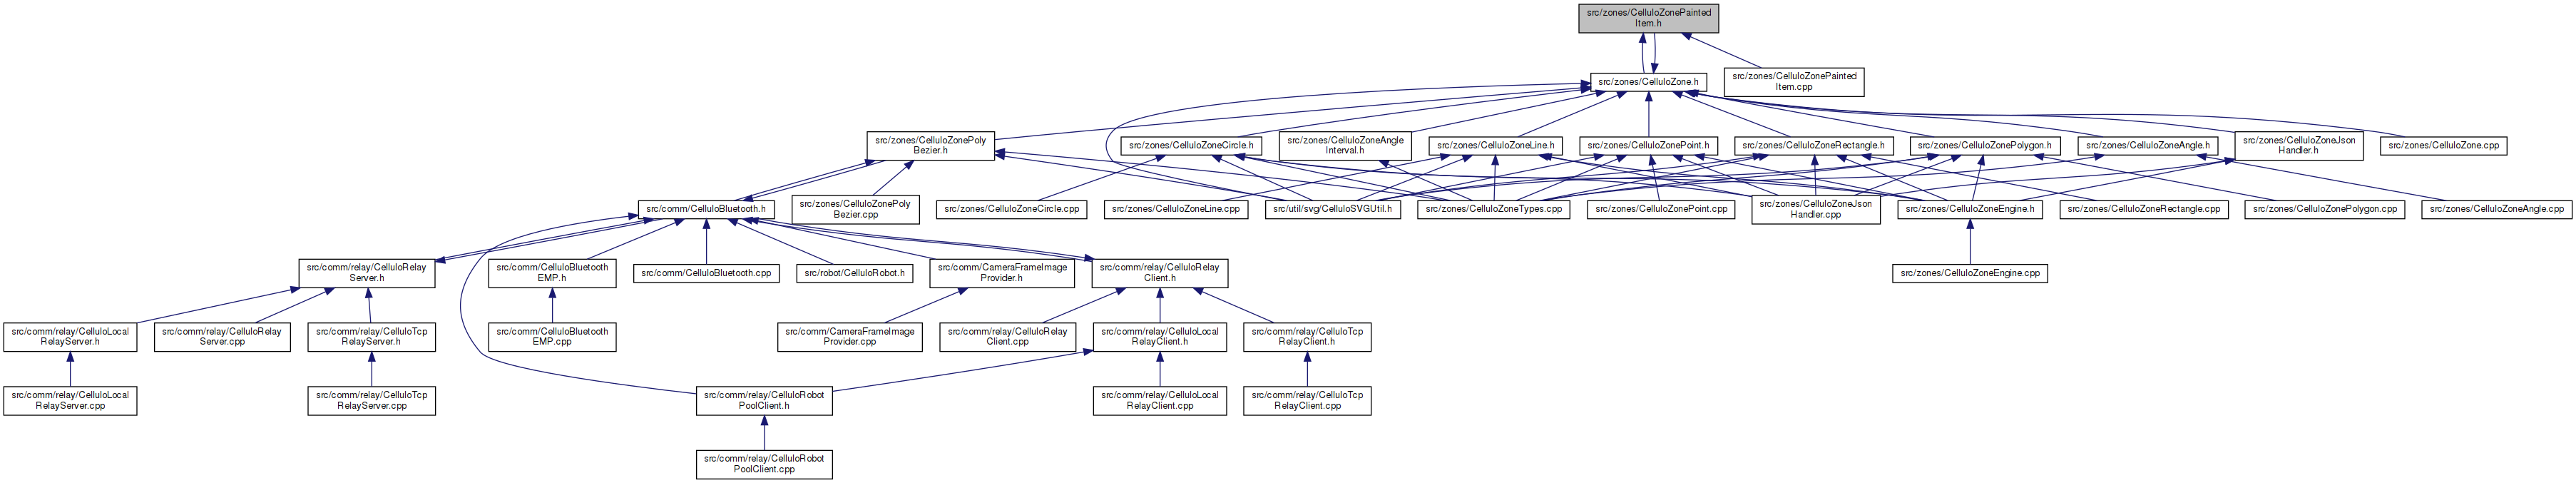 src/zones/CelluloZonePainted
Item.h
src/zones/CelluloZone.h
src/zones/CelluloZonePainted
Item.cpp
src/zones/CelluloZonePoly
Bezier.h
src/zones/CelluloZoneCircle.h
src/zones/CelluloZoneAngle
Interval.h
src/zones/CelluloZoneLine.h
src/zones/CelluloZonePoint.h
src/zones/CelluloZoneRectangle.h
src/zones/CelluloZonePolygon.h
src/zones/CelluloZoneAngle.h
src/zones/CelluloZoneJson
Handler.h
src/zones/CelluloZone.cpp
src/comm/CelluloBluetooth.h
src/zones/CelluloZonePoly
Bezier.cpp
src/zones/CelluloZoneCircle.cpp
src/zones/CelluloZoneLine.cpp
src/util/svg/CelluloSVGUtil.h
src/zones/CelluloZoneTypes.cpp
src/zones/CelluloZonePoint.cpp
src/zones/CelluloZoneJson
Handler.cpp
src/zones/CelluloZoneEngine.h
src/zones/CelluloZoneRectangle.cpp
src/zones/CelluloZonePolygon.cpp
src/zones/CelluloZoneAngle.cpp
src/comm/relay/CelluloRelay
Server.h
src/comm/CelluloBluetooth
EMP.h
src/comm/CelluloBluetooth.cpp
src/robot/CelluloRobot.h
src/comm/CameraFrameImage
Provider.h
src/comm/relay/CelluloRelay
Client.h
src/zones/CelluloZoneEngine.cpp
src/comm/relay/CelluloLocal
RelayServer.h
src/comm/relay/CelluloRelay
Server.cpp
src/comm/relay/CelluloTcp
RelayServer.h
src/comm/CelluloBluetooth
EMP.cpp
src/comm/CameraFrameImage
Provider.cpp
src/comm/relay/CelluloRelay
Client.cpp
src/comm/relay/CelluloLocal
RelayClient.h
src/comm/relay/CelluloTcp
RelayClient.h
src/comm/relay/CelluloLocal
RelayServer.cpp
src/comm/relay/CelluloTcp
RelayServer.cpp
src/comm/relay/CelluloRobot
PoolClient.h
src/comm/relay/CelluloLocal
RelayClient.cpp
src/comm/relay/CelluloTcp
RelayClient.cpp
src/comm/relay/CelluloRobot
PoolClient.cpp